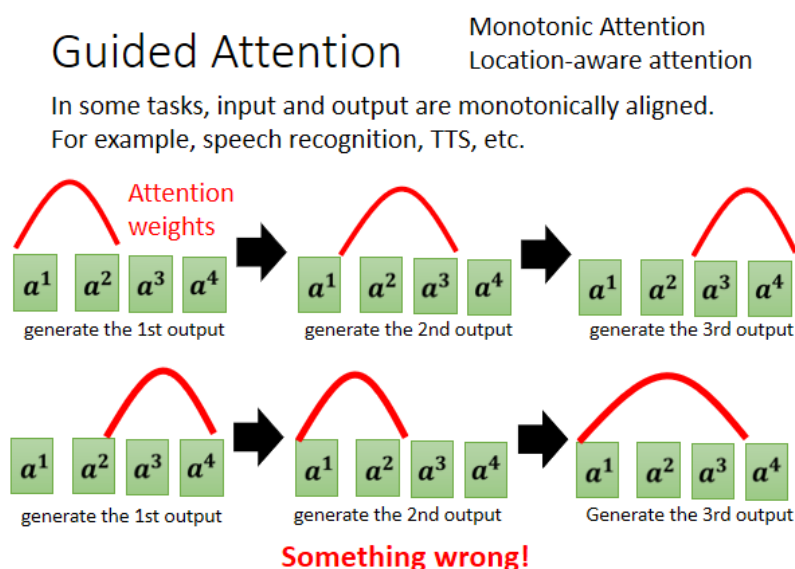 Guided Attention
Monotonic Attention
Location-aware attention
In some tasks, input and output are monotonically aligned.
For example, speech recognition, TTS, etc.
Attention
weights
a¹ a² a³ a⁴
generate the 1st output
a¹ a² a³ a⁴
generate the 2nd output
a¹ a² a³ a⁴
generate the 3rd output
a¹ a² a³ a⁴
generate the 1st output
a¹ a² a³ a⁴
generate the 2nd output
a¹ a² a³ a⁴
Generate the 3rd output
Something wrong!